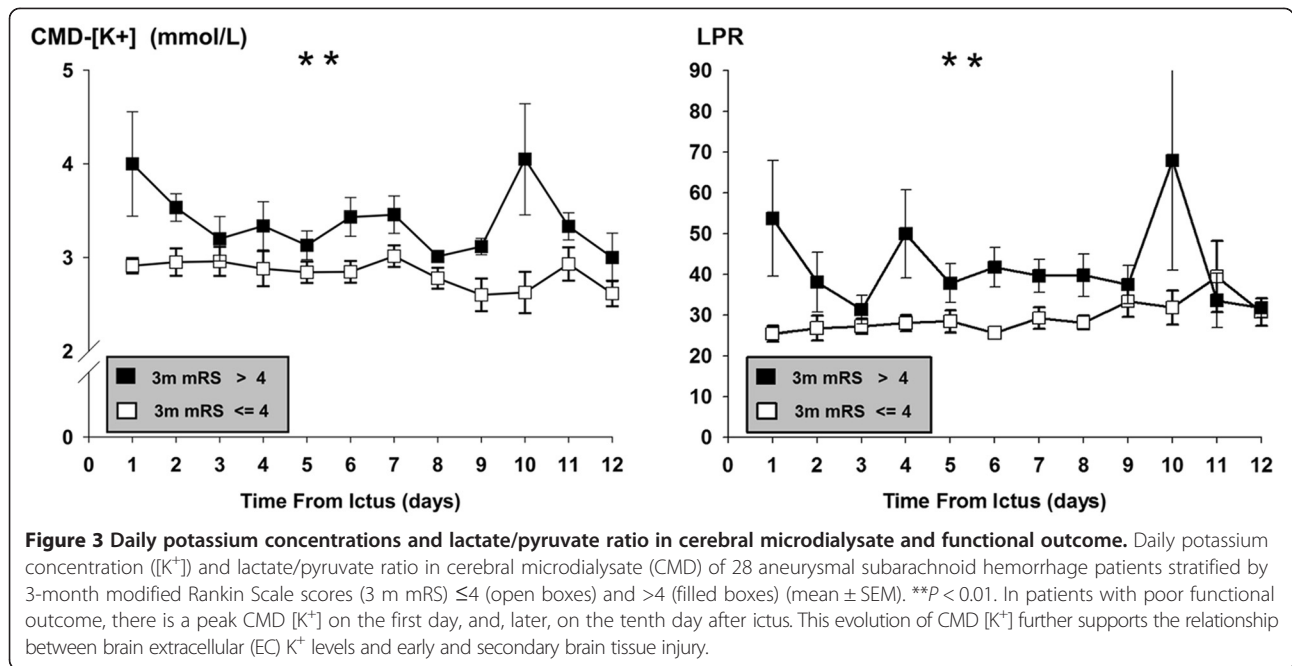 CMD-[K+] (mmol/L)
* *
5
4
3
2
0
3m mRS > 4
3m mRS <= 4
0 1 2 3 4 5 6 7 8 9 10 11 12
Time From Ictus (days)
LPR
* *
90
80
70
60
50
40
30
20
10
0
3m mRS > 4
3m mRS <= 4
0 1 2 3 4 5 6 7 8 9 10 11 12
Time From Ictus (days)
Figure 3 Daily potassium concentrations and lactate/pyruvate ratio in cerebral microdialysate and functional outcome. Daily potassium
concentration ([K⁺]) and lactate/pyruvate ratio in cerebral microdialysate (CMD) of 28 aneurysmal subarachnoid hemorrhage patients stratified by
3-month modified Rankin Scale scores (3 m mRS) ≤4 (open boxes) and >4 (filled boxes) (mean ± SEM). **P < 0.01. In patients with poor functional
outcome, there is a peak CMD [K⁺] on the first day, and, later, on the tenth day after ictus. This evolution of CMD [K⁺] further supports the relationship
between brain extracellular (EC) K⁺ levels and early and secondary brain tissue injury.